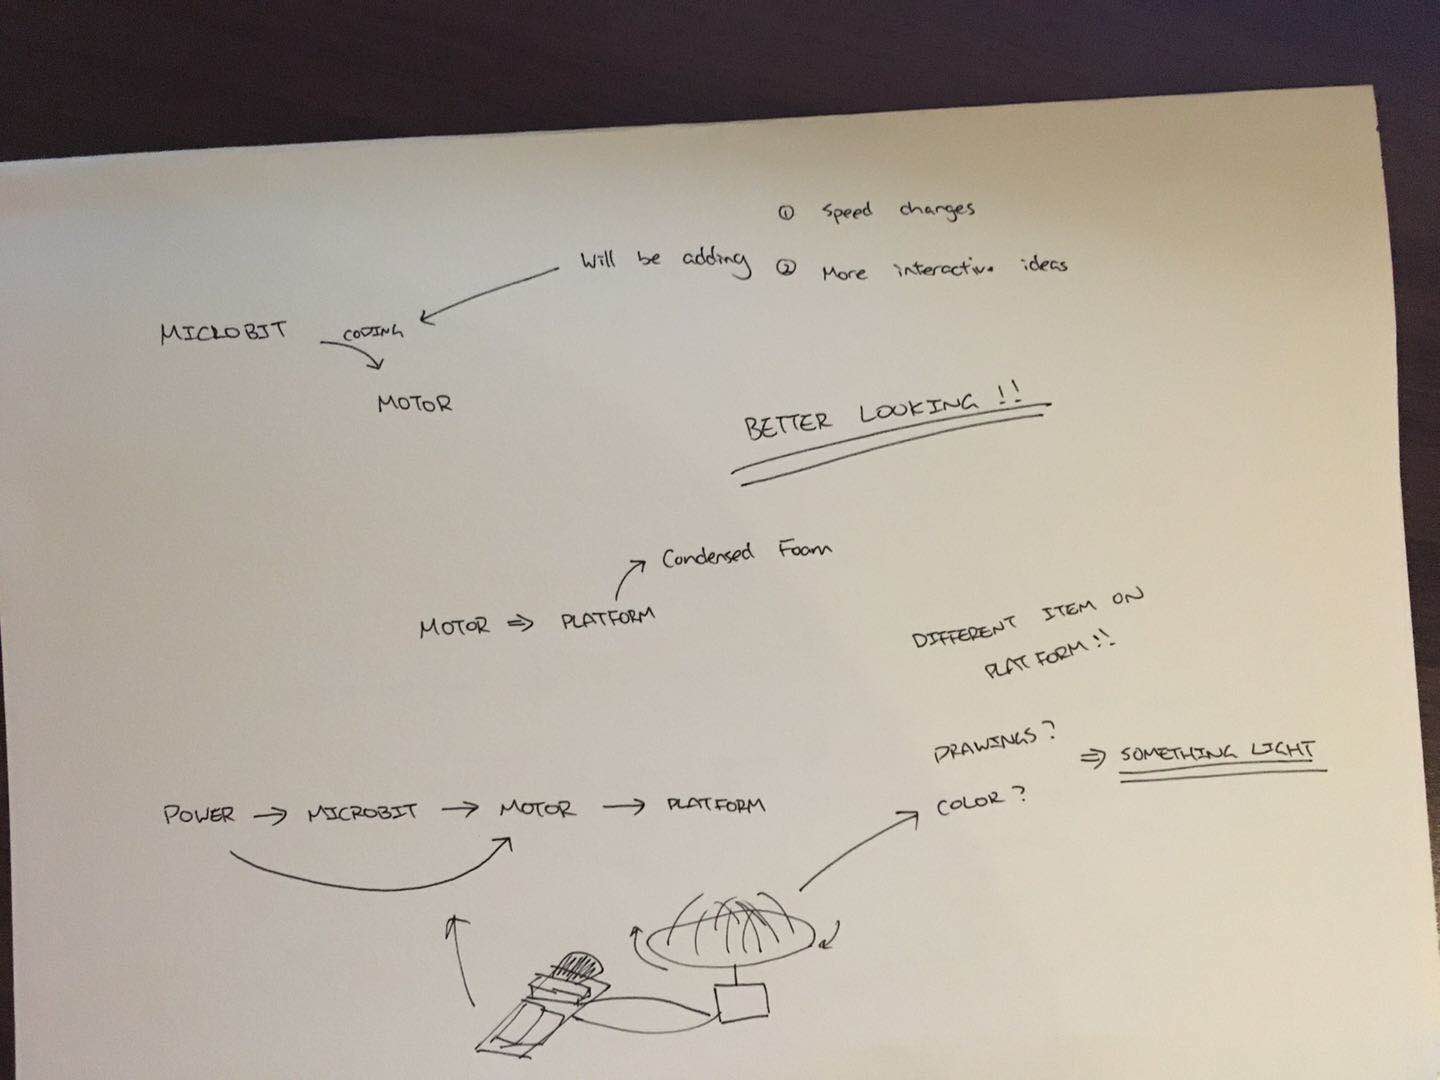 ① Speed changes
Will be adding ② More interactive ideas
MICROBIT CODING
MOTOR
BETTER LOOKING !!
Condensed Foam
MOTOR ⇒ PLATFORM
DIFFERENT ITEM ON
PLATFORM!!
DRAWINGS?
⇒ SOMETHING LIGHT
COLOR?
POWER → MICROBIT → MOTOR → PLATFORM